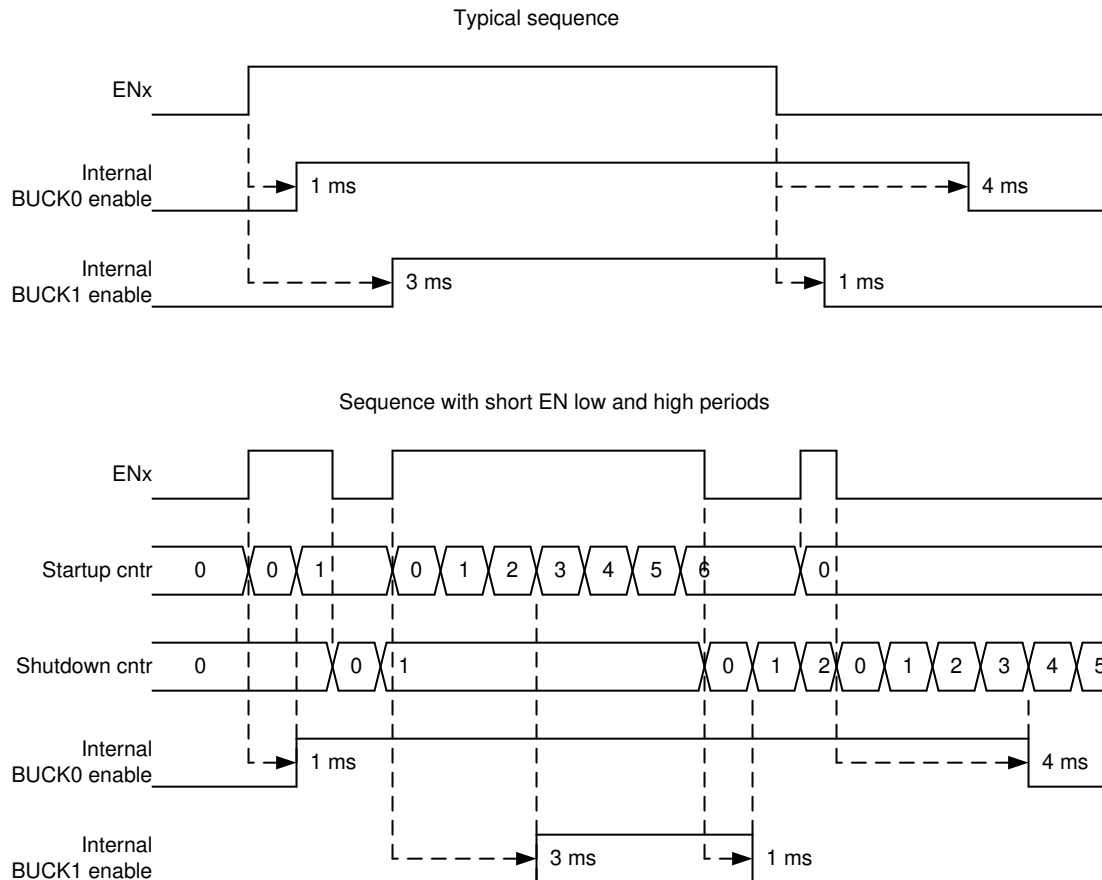 Typical sequence
ENx
Internal
BUCK0 enable
1 ms
4 ms
Internal
BUCK1 enable
3 ms
1 ms
Sequence with short EN low and high periods
ENx
Startup cntr
0 0 1 0 1 2 3 4 5 6 0
Shutdown cntr
0 0 1 0 1 2 0 1 2 3 4 5
Internal
BUCK0 enable
1 ms
4 ms
Internal
BUCK1 enable
3 ms
1 ms